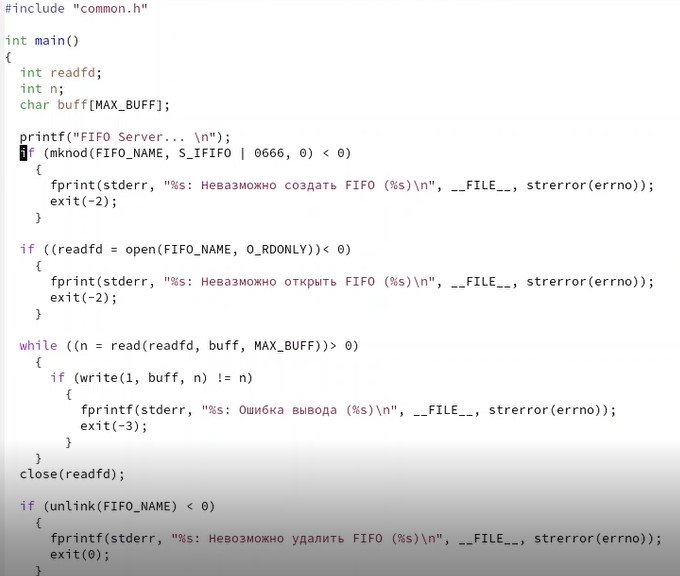 #include "common.h"
int main()
{
int readfd;
int n;
char buff[MAX_BUFF];
printf("FIFO Server... \n");
if (mknod(FIFO_NAME, S_IFIFO | 0666, 0) < 0)
{
fprint(stderr, "%s: Невазможно создать FIFO (%s)\n", __FILE__, strerror(errno));
exit(-2);
}
if ((readfd = open(FIFO_NAME, O_RDONLY))< 0)
{
fprint(stderr, "%s: Невазможно открыть FIFO (%s)\n", __FILE__, strerror(errno));
exit(-2);
}
while ((n = read(readfd, buff, MAX_BUFF))> 0)
{
if (write(1, buff, n) != n)
{
fprintf(stderr, "%s: Ошибка вывода (%s)\n", __FILE__, strerror(errno));
exit(-3);
}
}
close(readfd);
if (unlink(FIFO_NAME) < 0)
{
fprintf(stderr, "%s: Невозможно удалить FIFO (%s)\n", __FILE__, strerror(errno));
exit(0);
}